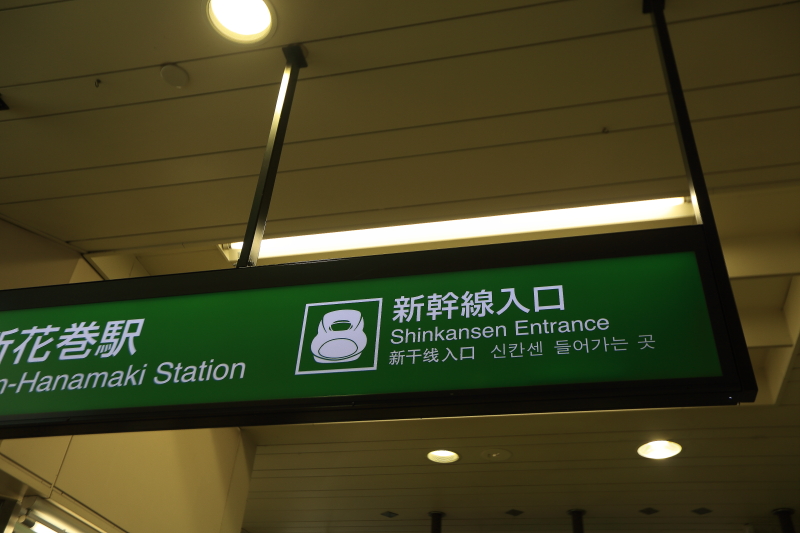 新花巻駅
n-Hanamaki Station
新幹線入口
Shinkansen Entrance
新干线入口 신칸센 들어가는 곳